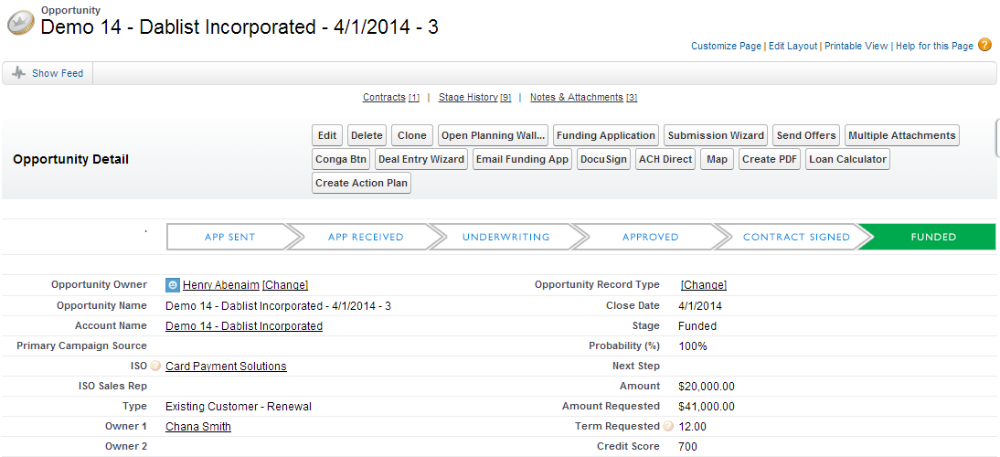 Opportunity
Demo 14 - Dablist Incorporated - 4/1/2014 - 3
Customize Page | Edit Layout | Printable View | Help for this Page ?
Show Feed
Contracts [1] | Stage History [9] | Notes & Attachments [3]
Opportunity Detail
Edit Delete Clone Open Planning Wall... Funding Application Submission Wizard Send Offers Multiple Attachments
Conga Btn Deal Entry Wizard Email Funding App DocuSign ACH Direct Map Create PDF Loan Calculator
Create Action Plan
. APP SENT APP RECEIVED UNDERWRITING APPROVED CONTRACT SIGNED FUNDED
Opportunity Owner Henry Abenaim [Change] Opportunity Record Type [Change]
Opportunity Name Demo 14 - Dablist Incorporated - 4/1/2014 - 3 Close Date 4/1/2014
Account Name Demo 14 - Dablist Incorporated Stage Funded
Primary Campaign Source Probability (%) 100%
ISO ? Card Payment Solutions Next Step
ISO Sales Rep Amount $20,000.00
Type Existing Customer - Renewal Amount Requested $41,000.00
Owner 1 Chana Smith Term Requested ? 12.00
Owner 2 Credit Score 700